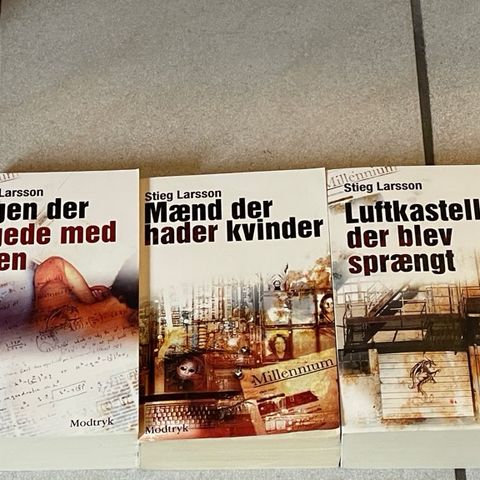 Larsson
gen der
gede med
en
Modtryk
Stieg Larsson
Mænd der
hader kvinder
Millennium
Modtryk
Millennium
Stieg Larsson
Luftkastell
der blev
sprængt